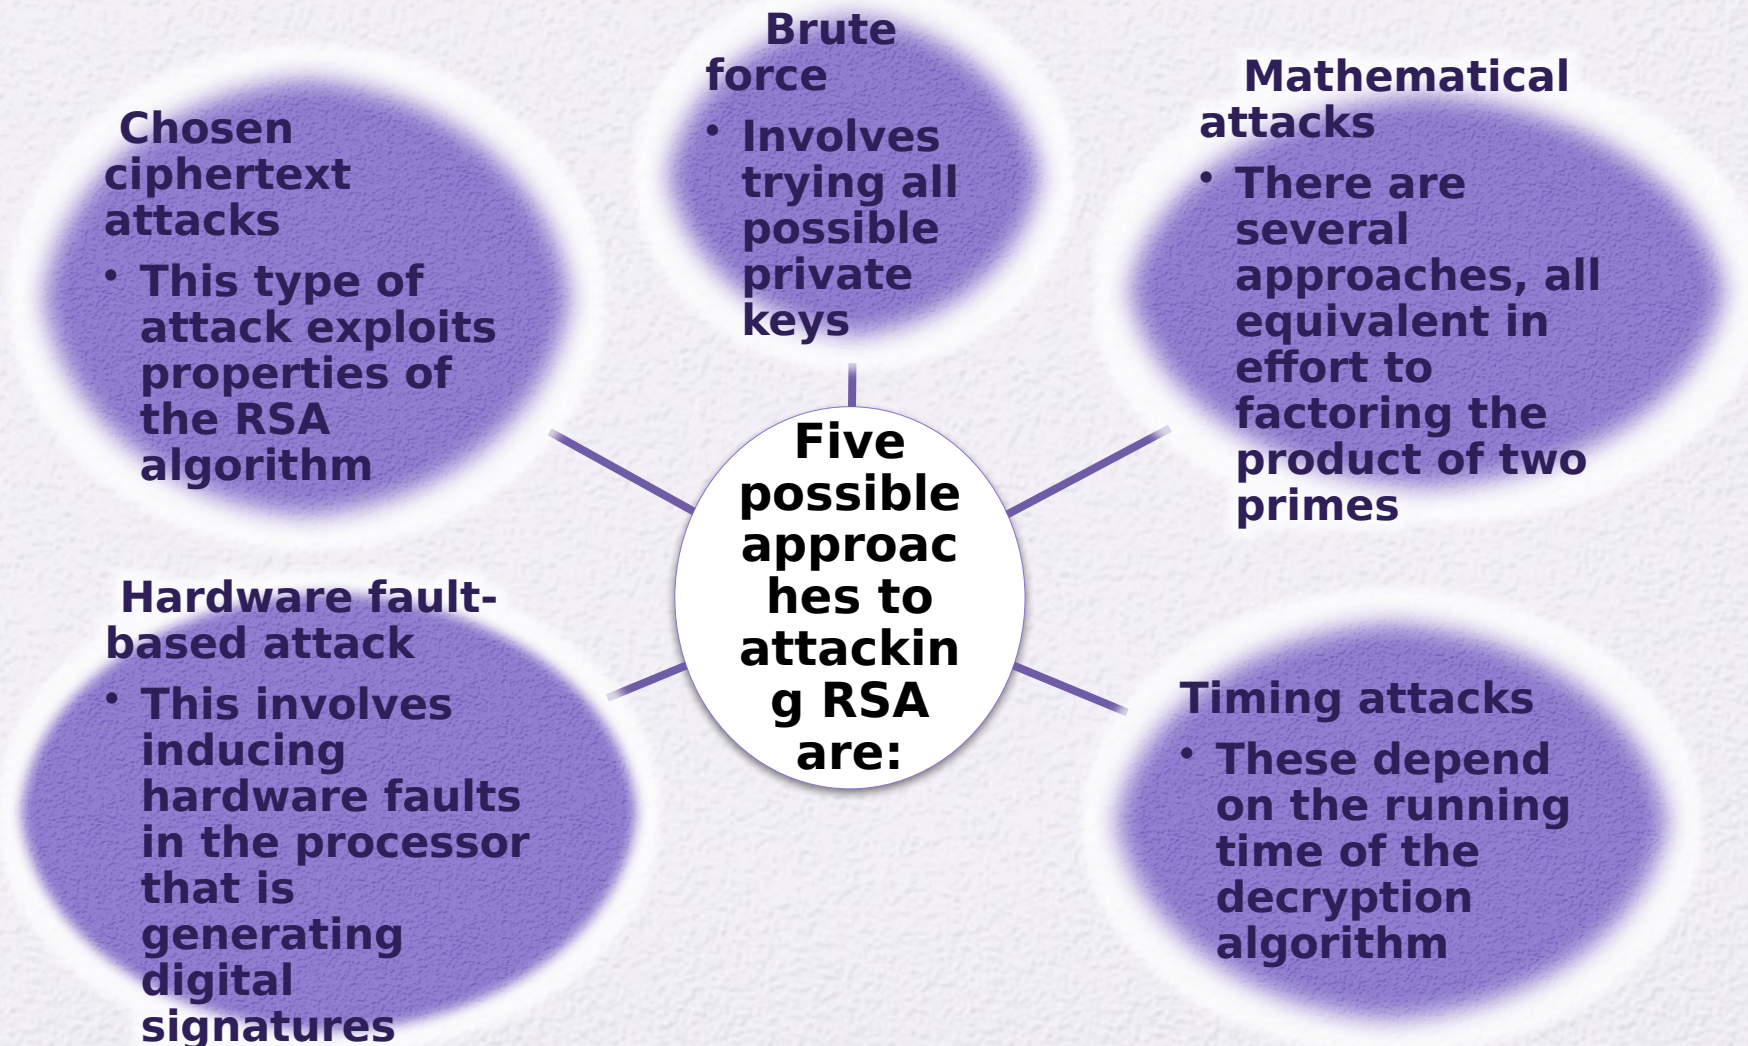 Brute
force
• Involves
trying all
possible
private
keys
Mathematical
attacks
• There are
several
approaches, all
equivalent in
effort to
factoring the
product of two
primes
Timing attacks
• These depend
on the running
time of the
decryption
algorithm
Hardware fault-
based attack
• This involves
inducing
hardware faults
in the processor
that is
generating
digital
signatures
Chosen
ciphertext
attacks
• This type of
attack exploits
properties of
the RSA
algorithm
Five
possible
approac
hes to
attackin
g RSA
are: